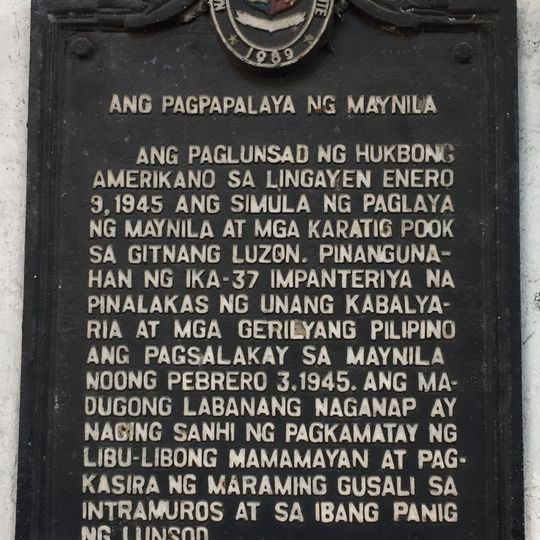 1989
ANG PAGPAPALAYA NG MAYNILA
ANG PAGLUNSAD NG HUKBONG
AMERIKANO SA LINGAYEN ENERO
9, 1945 ANG SIMULA NG PAGLAYA
NG MAYNILA AT MGA KARATIG POOK
SA GITNANG LUZON. PINANGUNA-
HAN NG IKA-37 IMPANTERIYA NA
PINALAKAS NG UNANG KABALYA-
RIA AT MGA GERILYANG PILIPINO
ANG PAGSALAKAY SA MAYNILA
NOONG PEBRERO 3, 1945. ANG MA-
DUGONG LABANANG NAGANAP AY
NAGING SANHI NG PAGKAMATAY NG
LIBU-LIBONG MAMAMAYAN AT PAG-
KASIRA NG MARAMING GUSALI SA
INTRAMUROS AT SA IBANG PANIG
NG LUNSOD